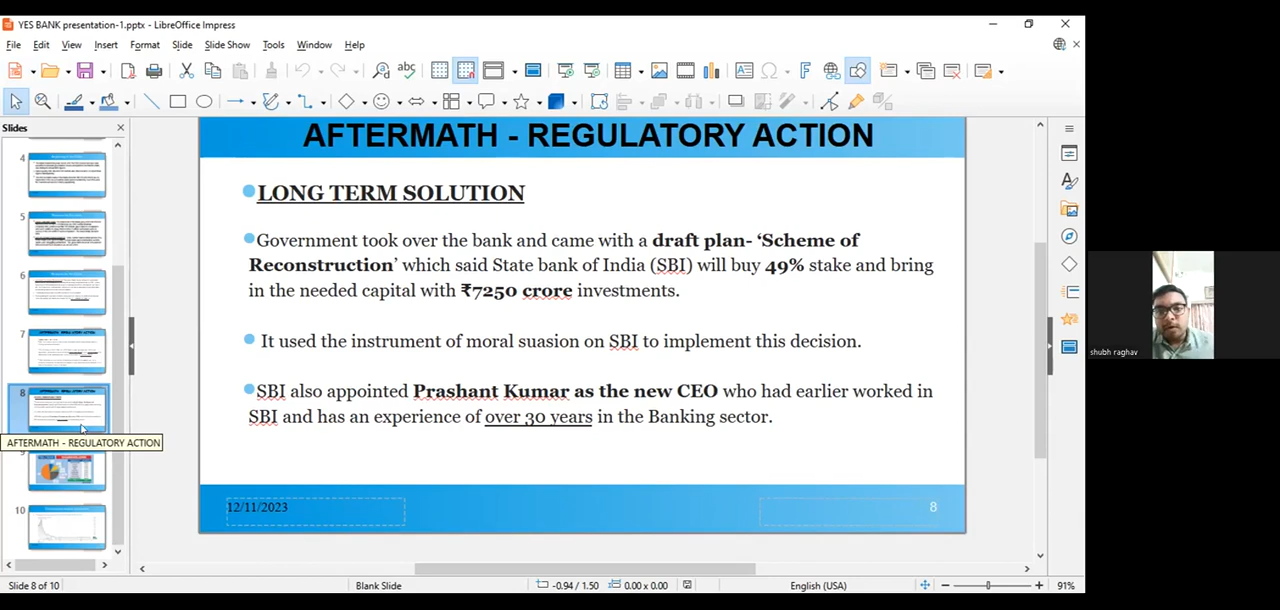 YES BANK presentation-1.pptx - LibreOffice Impress
File Edit View Insert Format Slide Slide Show Tools Window Help
Slides
4
5
6
7
8
AFTERMATH - REGULATORY ACTION
9
10
AFTERMATH - REGULATORY ACTION
LONG TERM SOLUTION
Government took over the bank and came with a draft plan- ‘Scheme of
Reconstruction’ which said State bank of India (SBI) will buy 49% stake and bring
in the needed capital with ₹7250 crore investments.
It used the instrument of moral suasion on SBI to implement this decision.
SBI also appointed Prashant Kumar as the new CEO who had earlier worked in
SBI and has an experience of over 30 years in the Banking sector.
12/11/2023
8
shubh raghav
Slide 8 of 10
Blank Slide
-0.94 / 1.50
0.00 x 0.00
English (USA)
91%